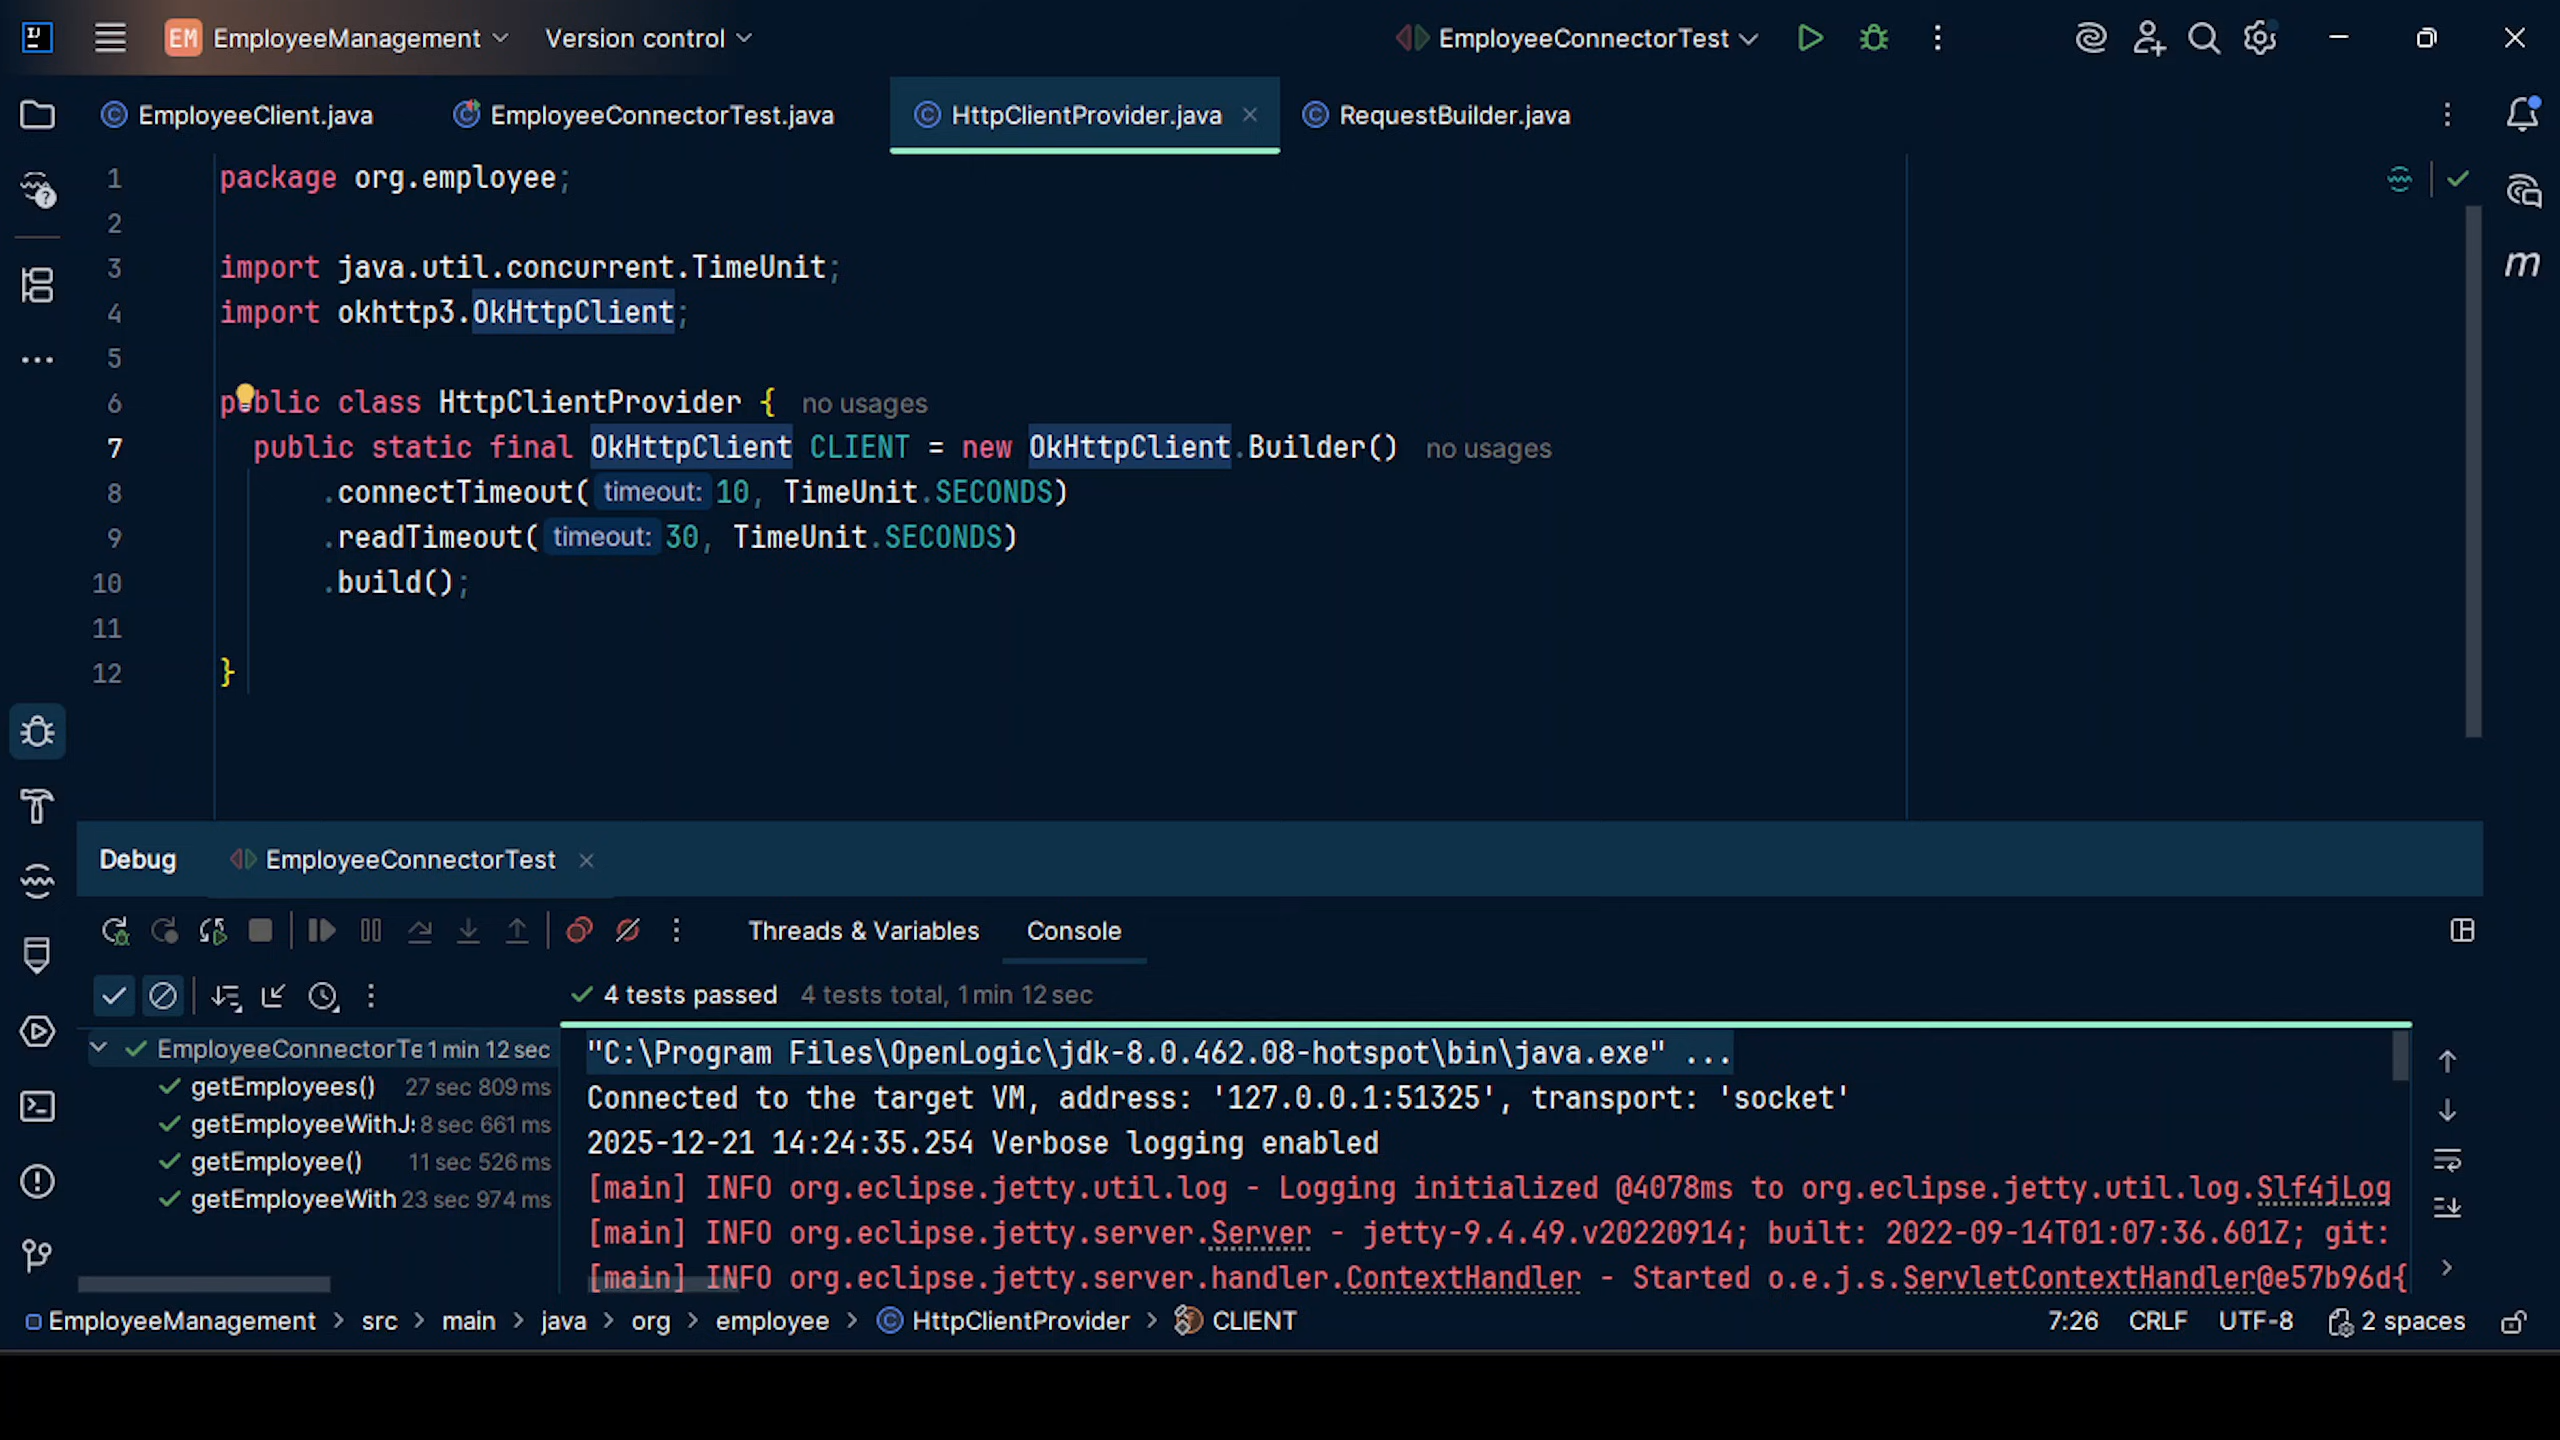 EM EmployeeManagement Version control EmployeeConnectorTest
EmployeeClient.java EmployeeConnectorTest.java HttpClientProvider.java RequestBuilder.java
1 package org.employee;
2
3 import java.util.concurrent.TimeUnit;
4 import okhttp3.OkHttpClient;
5
6 public class HttpClientProvider { no usages
7 public static final OkHttpClient CLIENT = new OkHttpClient.Builder() no usages
8 .connectTimeout( timeout: 10, TimeUnit.SECONDS)
9 .readTimeout( timeout: 30, TimeUnit.SECONDS)
10 .build();
11
12 }
Debug EmployeeConnectorTest
Threads & Variables Console
4 tests passed 4 tests total, 1 min 12 sec
EmployeeConnectorTe 1 min 12 sec
getEmployees() 27 sec 809 ms
getEmployeeWithJ: 8 sec 661 ms
getEmployee() 11 sec 526 ms
getEmployeeWith 23 sec 974 ms
"C:\Program Files\OpenLogic\jdk-8.0.462.08-hotspot\bin\java.exe" ...
Connected to the target VM, address: '127.0.0.1:51325', transport: 'socket'
2025-12-21 14:24:35.254 Verbose logging enabled
[main] INFO org.eclipse.jetty.util.log - Logging initialized @4078ms to org.eclipse.jetty.util.log.Slf4jLog
[main] INFO org.eclipse.jetty.server.Server - jetty-9.4.49.v20220914; built: 2022-09-14T01:07:36.601Z; git:
[main] INFO org.eclipse.jetty.server.handler.ContextHandler - Started o.e.j.s.ServletContextHandler@e57b96d{
EmployeeManagement > src > main > java > org > employee > HttpClientProvider > CLIENT 7:26 CRLF UTF-8 2 spaces